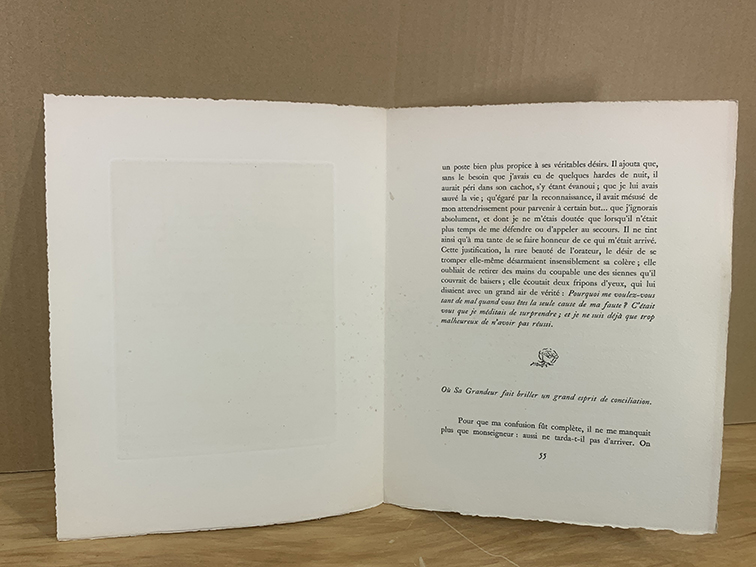 un poste bien plus propice à ses véritables désirs. Il ajouta que,
sans le besoin que j'avais eu de quelques hardes de nuit, il
aurait péri dans son cachot, s'y étant évanoui ; que je lui avais
sauvé la vie ; qu'égaré par la reconnaissance, il avait mésusé de
mon attendrissement pour parvenir à certain but... que j'ignorais
absolument, et dont je ne m'étais doutée que lorsqu'il n'était
plus temps de me défendre ou d'appeler au secours. Il ne tint
ainsi qu'à ma tante de se faire honneur de ce qui m'était arrivé.
Cette justification, la rare beauté de l'orateur, le désir de se
tromper elle-même désarmaient insensiblement sa colère ; elle
oubliait de retirer des mains du coupable une des siennes qu'il
couvrait de baisers ; elle écoutait deux fripons d'yeux, qui lui
disaient avec un grand air de vérité : Pourquoi me voulez-vous
tant de mal quand vous êtes la seule cause de ma faute ? C'était
vous que je méditais de surprendre ; et je ne suis déjà que trop
malheureux de n'avoir pas réussi.
Où Sa Grandeur fait briller un grand esprit de conciliation.
Pour que ma confusion fût complète, il ne me manquait
plus que monseigneur : aussi ne tarda-t-il pas d'arriver. On
55